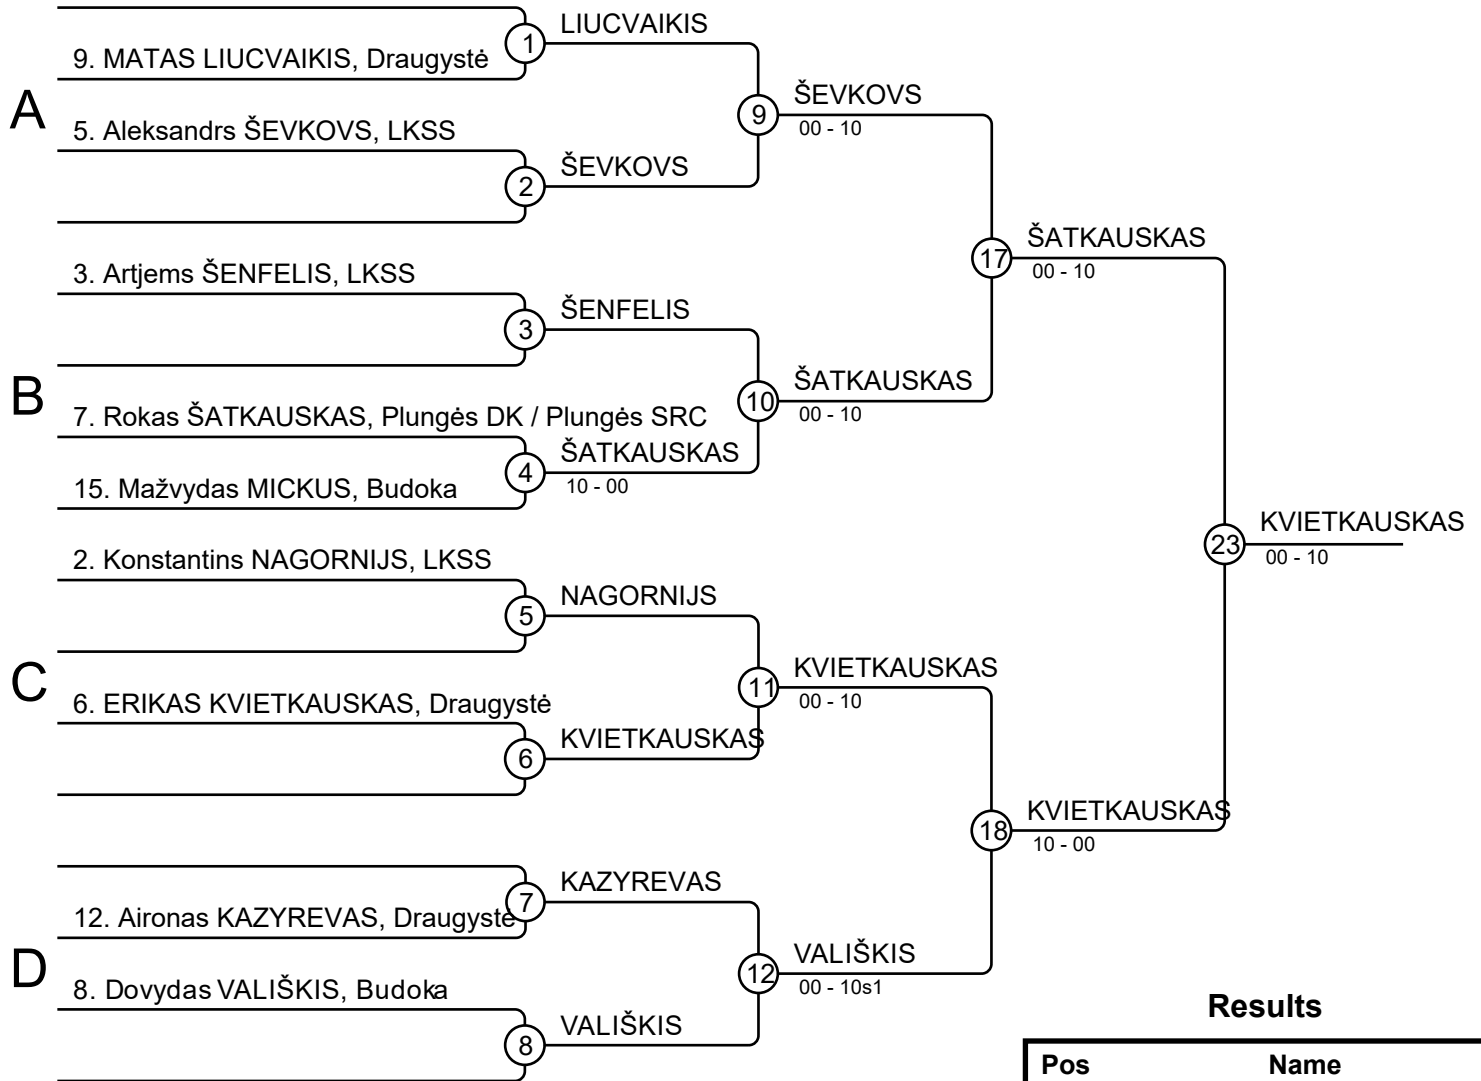 LIUCVAIKIS
1
9. MATAS LIUCVAIKIS, Draugystė
A
ŠEVKOVS
9
00 - 10
5. Aleksandrs ŠEVKOVS, LKSS
ŠEVKOVS
2
ŠATKAUSKAS
17
00 - 10
3. Artjems ŠENFELIS, LKSS
ŠENFELIS
3
B
ŠATKAUSKAS
10
00 - 10
7. Rokas ŠATKAUSKAS, Plungės DK / Plungės SRC
ŠATKAUSKAS
4
10 - 00
15. Mažvydas MICKUS, Budoka
KVIETKAUSKAS
23
00 - 10
2. Konstantins NAGORNIJS, LKSS
NAGORNIJS
5
C
KVIETKAUSKAS
11
00 - 10
6. ERIKAS KVIETKAUSKAS, Draugystė
KVIETKAUSKAS
6
KVIETKAUSKAS
18
10 - 00
KAZYREVAS
7
12. Aironas KAZYREVAS, Draugystė
D
VALIŠKIS
12
00 - 10s1
8. Dovydas VALIŠKIS, Budoka
VALIŠKIS
8
Results
Pos Name